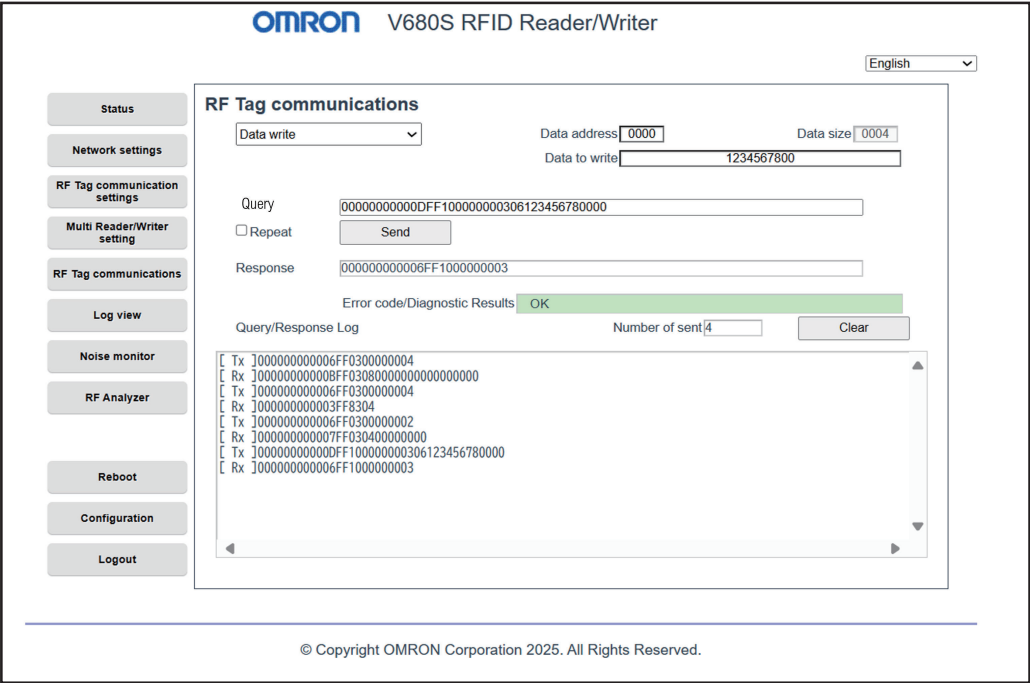 OMRON V680S RFID Reader/Writer
English
Status
Network settings
RF Tag communication
settings
Multi Reader/Writer
setting
RF Tag communications
Log view
Noise monitor
RF Analyzer
Reboot
Configuration
Logout
RF Tag communications
Data write
Data address 0000
Data size 0004
Data to write 1234567800
Query 00000000000DFF10000000030612345678​0000
Repeat
Send
Response 000000000006FF1000000003
Error code/Diagnostic Results OK
Query/Response Log
Number of sent 4
Clear
[ Tx ]000000000006FF0300000004
[ Rx ]00000000000BFF03080000000000000000
[ Tx ]000000000006FF0300000004
[ Rx ]000000000003FF8304
[ Tx ]000000000006FF0300000002
[ Rx ]000000000007FF030400000000
[ Tx ]00000000000DFF100000000306123456780000
[ Rx ]000000000006FF1000000003
© Copyright OMRON Corporation 2025. All Rights Reserved.